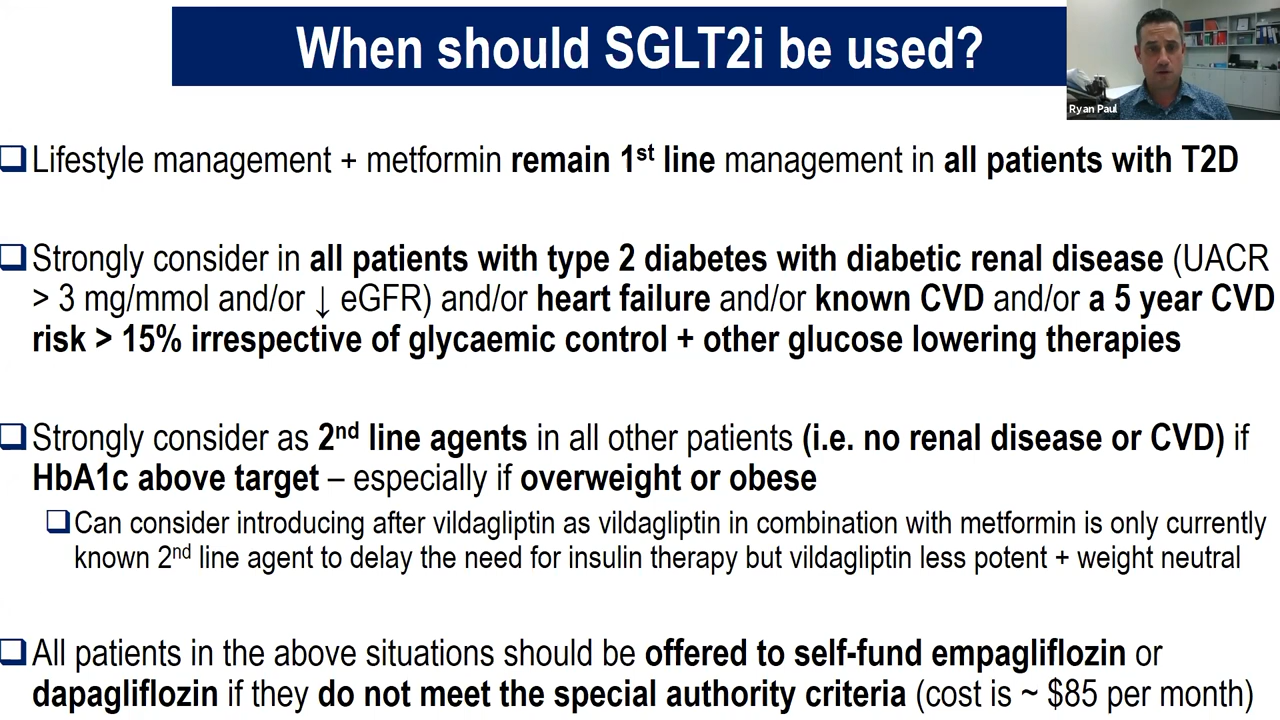 When should SGLT2i be used?
Ryan Paul
Lifestyle management + metformin remain 1st line management in all patients with T2D
Strongly consider in all patients with type 2 diabetes with diabetic renal disease (UACR
> 3 mg/mmol and/or ↓ eGFR) and/or heart failure and/or known CVD and/or a 5 year CVD
risk > 15% irrespective of glycaemic control + other glucose lowering therapies
Strongly consider as 2nd line agents in all other patients (i.e. no renal disease or CVD) if
HbA1c above target – especially if overweight or obese
Can consider introducing after vildagliptin as vildagliptin in combination with metformin is only currently
known 2nd line agent to delay the need for insulin therapy but vildagliptin less potent + weight neutral
All patients in the above situations should be offered to self-fund empagliflozin or
dapagliflozin if they do not meet the special authority criteria (cost is ~ $85 per month)